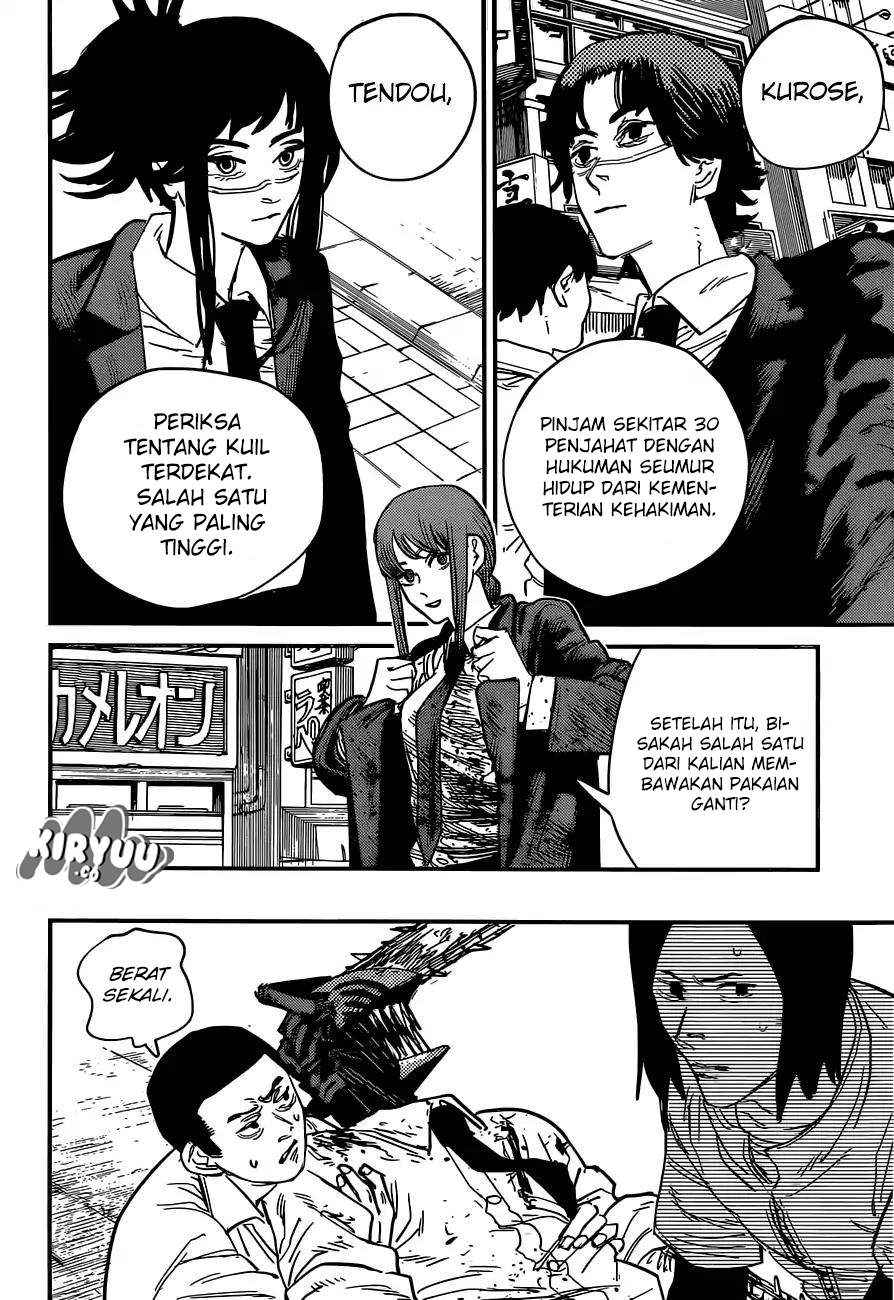 KUROSE,
PINJAM SEKITAR 30
PENJAHAT DENGAN
HUKUMAN SEUMUR
HIDUP DARI KEMEN-
TERIAN KEHAKIMAN.
TENDOU,
PERIKSA
TENTANG KUIL
TERDEKAT.
SALAH SATU
YANG PALING
TINGGI.
SETELAH ITU, BI-
SAKAH SALAH SATU
DARI KALIAN MEM-
BAWAKAN PAKAIAN
GANTI?
カメレオン
KIRYUU
.CO
BERAT
SEKALI.